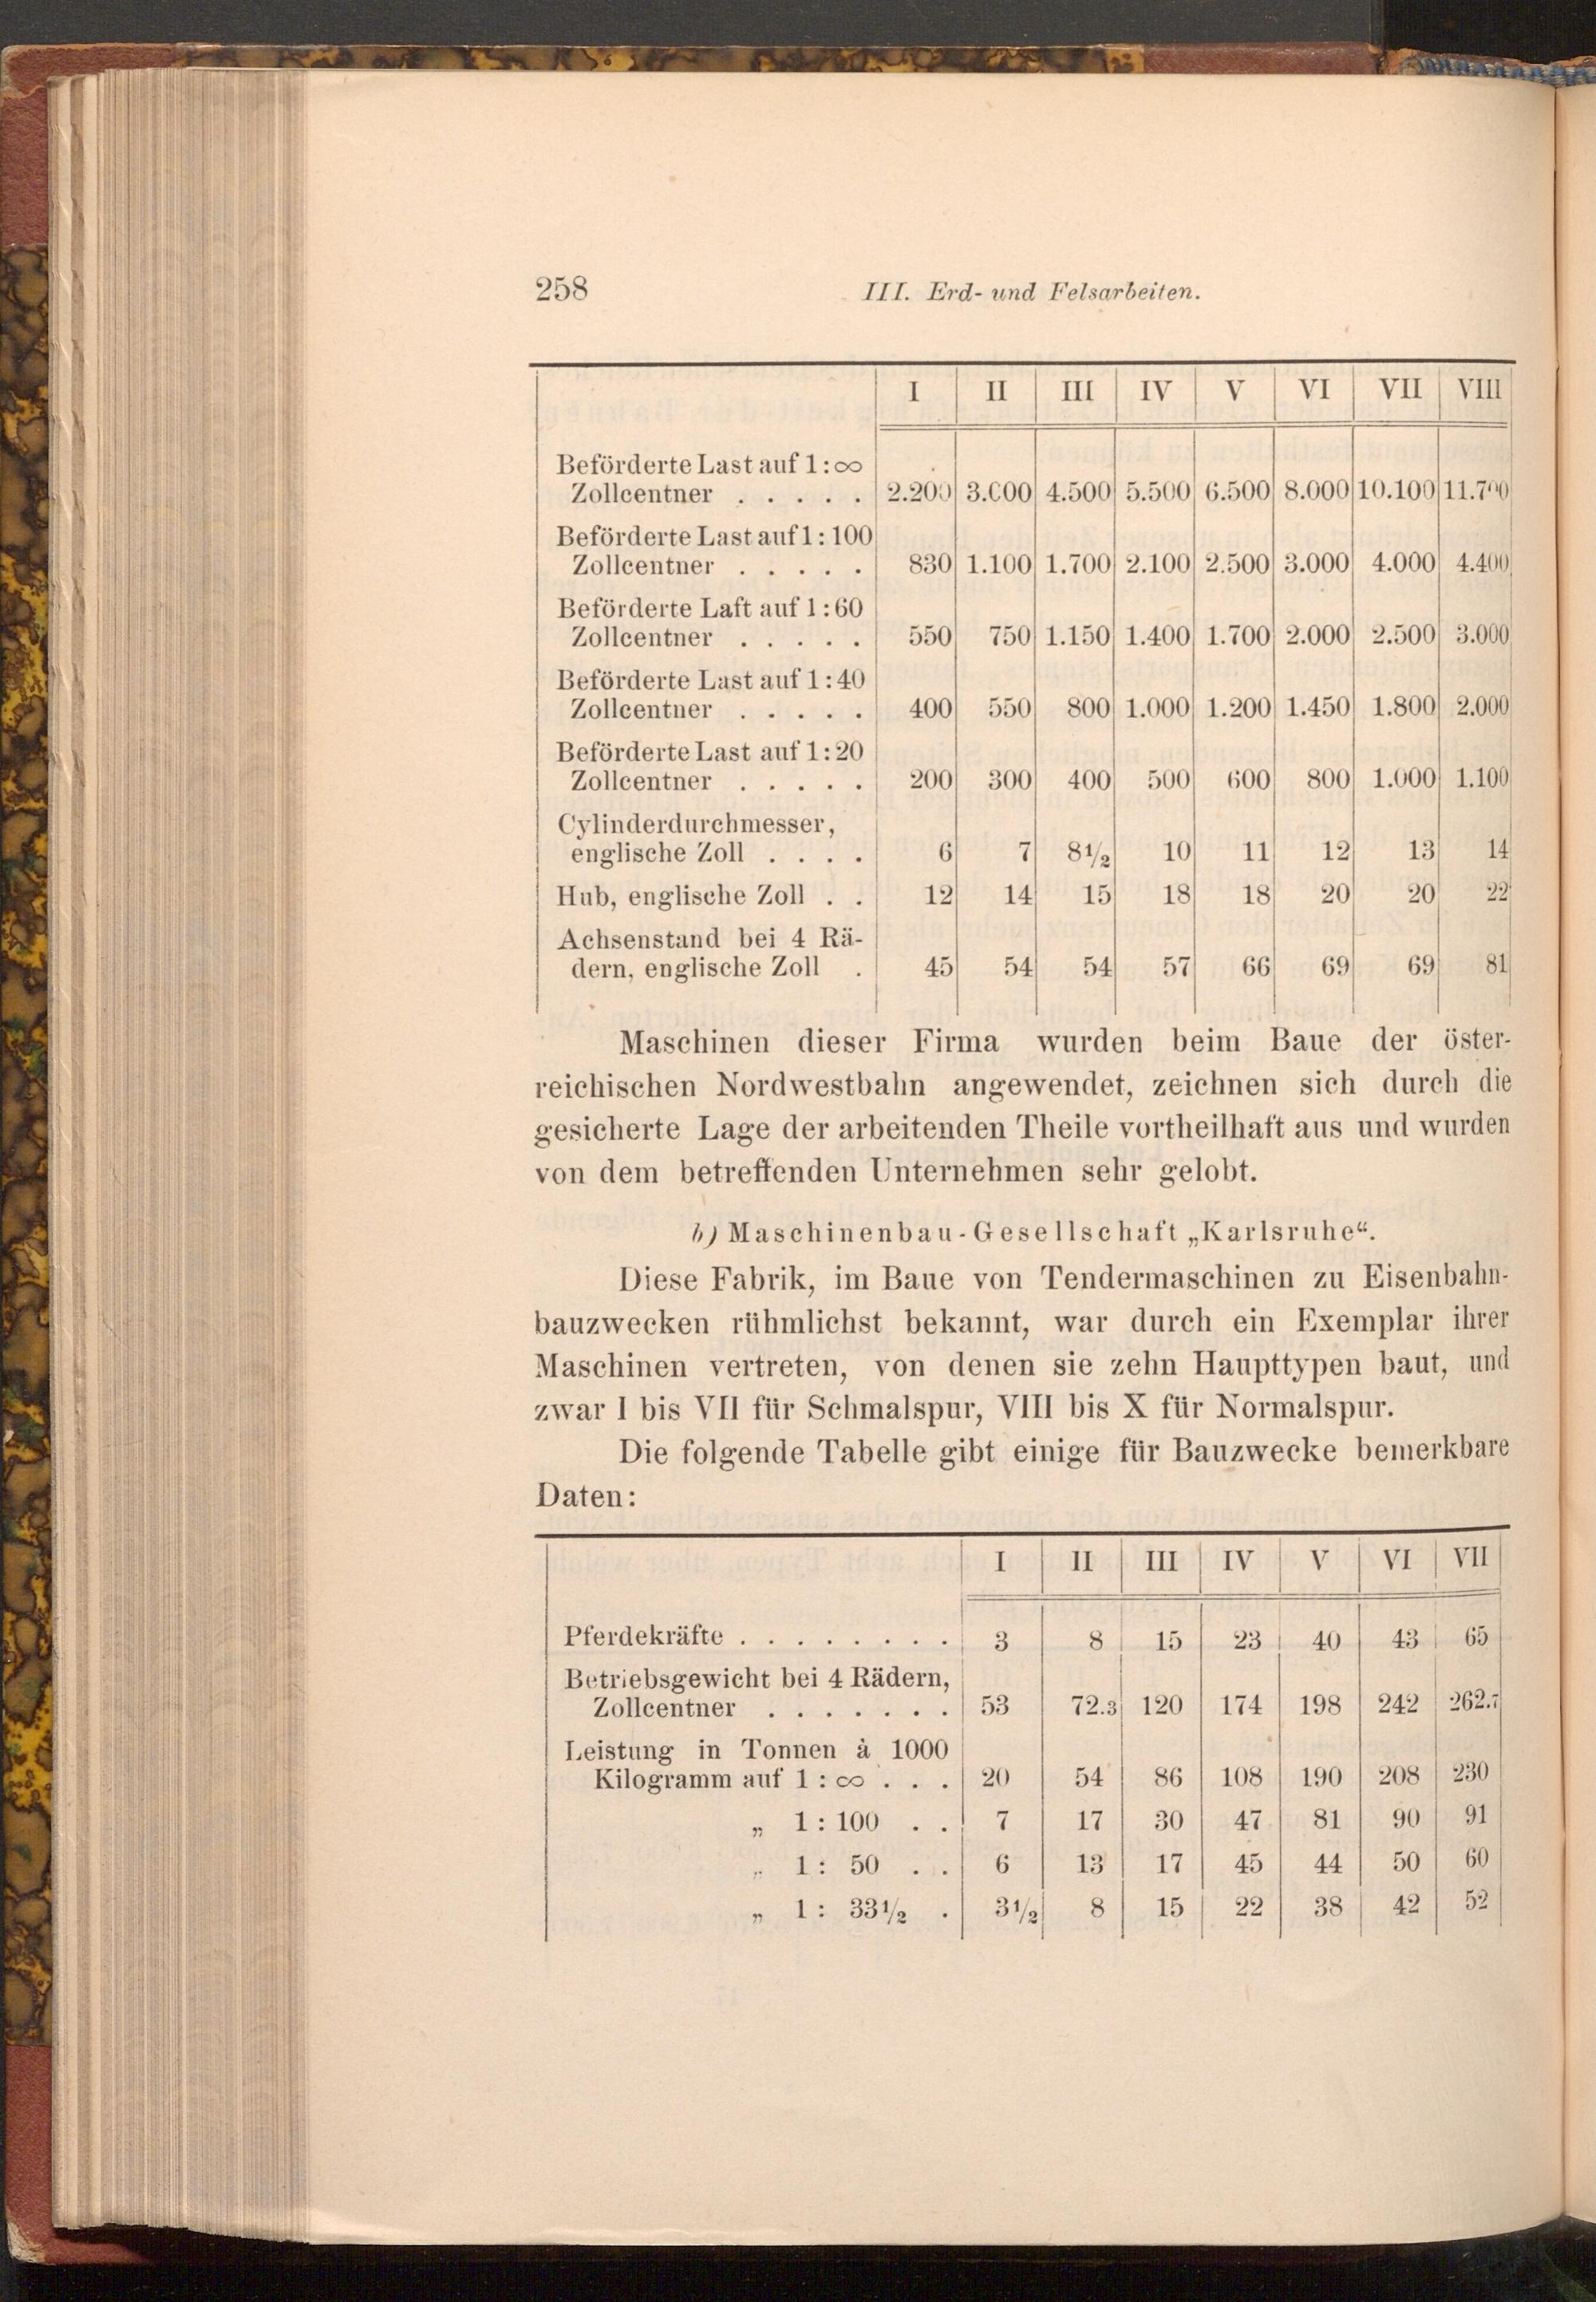 258 III. Erd- und Felsarbeiten.
I II III IV V VI VII VIII
Beförderte Last auf 1:∞
Zollcentner . . . . . 2.200 3.000 4.500 5.500 6.500 8.000 10.100 11.700
Beförderte Last auf 1:100
Zollcentner . . . . . 830 1.100 1.700 2.100 2.500 3.000 4.000 4.400
Beförderte Laft auf 1:60
Zollcentner . . . . . 550 750 1.150 1.400 1.700 2.000 2.500 3.000
Beförderte Last auf 1:40
Zollcentner . . . . . 400 550 800 1.000 1.200 1.450 1.800 2.000
Beförderte Last auf 1:20
Zollcentner . . . . . 200 300 400 500 600 800 1.000 1.100
Cylinderdurchmesser,
englische Zoll . . . . 6 7 8½ 10 11 12 13 14
Hub, englische Zoll . . 12 14 15 18 18 20 20 22
Achsenstand bei 4 Rä-
dern, englische Zoll . 45 54 54 57 66 69 69 81
Maschinen dieser Firma wurden beim Baue der öster-
reichischen Nordwestbahn angewendet, zeichnen sich durch die
gesicherte Lage der arbeitenden Theile vortheilhaft aus und wurden
von dem betreffenden Unternehmen sehr gelobt.
b) Maschinenbau-Gesellschaft „Karlsruhe“.
Diese Fabrik, im Baue von Tendermaschinen zu Eisenbahn-
bauzwecken rühmlichst bekannt, war durch ein Exemplar ihrer
Maschinen vertreten, von denen sie zehn Haupttypen baut, und
zwar I bis VII für Schmalspur, VIII bis X für Normalspur.
Die folgende Tabelle gibt einige für Bauzwecke bemerkbare
Daten:
I II III IV V VI VII
Pferdekräfte . . . . . . . . 3 8 15 23 40 43 65
Betriebsgewicht bei 4 Rädern,
Zollcentner . . . . . . . 53 72.3 120 174 198 242 262.7
Leistung in Tonnen à 1000
Kilogramm auf 1 : ∞ . . . 20 54 86 108 190 208 230
„ 1 : 100 . . 7 17 30 47 81 90 91
„ 1 : 50 . . 6 13 17 45 44 50 60
„ 1 : 33½ . 3½ 8 15 22 38 42 52